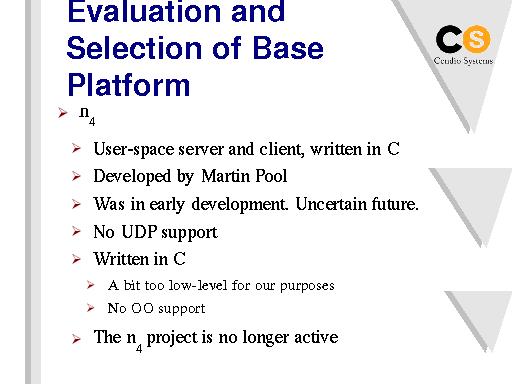 Evaluation and
Selection of Base
Platform
CS
Cendio Systems
n4
User-space server and client, written in C
Developed by Martin Pool
Was in early development. Uncertain future.
No UDP support
Written in C
A bit too low-level for our purposes
No OO support
The n4 project is no longer active